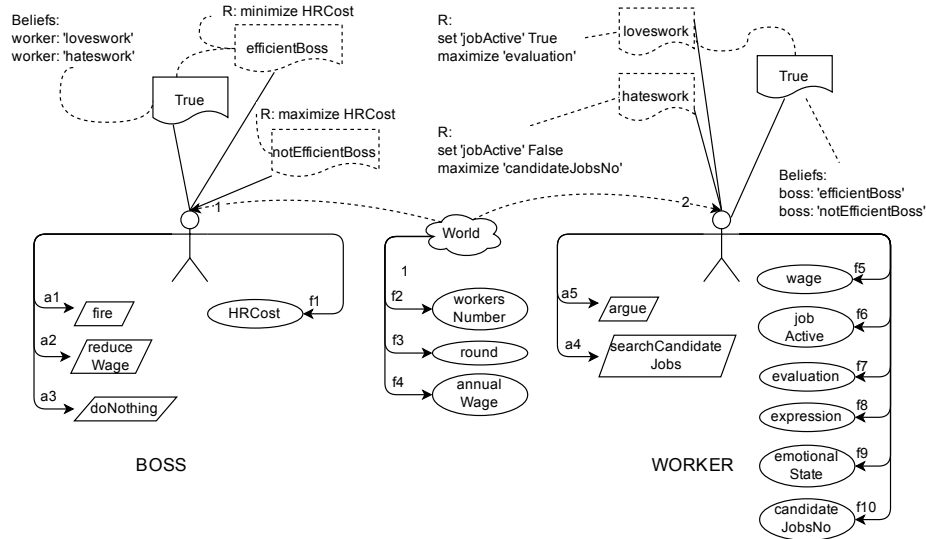 Beliefs:
worker: 'loveswork'
worker: 'hateswork'
R: minimize HRCost
efficientBoss
True
R: maximize HRCost
notEfficientBoss
R:
set 'jobActive' True
maximize 'evaluation'
loveswork
True
hateswork
R:
set 'jobActive' False
maximize 'candidateJobsNo'
Beliefs:
boss: 'efficientBoss'
boss: 'notEfficientBoss'
1
World
2
a1
fire
a2
reduce
Wage
a3
doNothing
f1
HRCost
BOSS
1
f2
workers
Number
f3
round
f4
annual
Wage
a5
argue
a4
searchCandidate
Jobs
WORKER
f5
wage
f6
job
Active
f7
evaluation
f8
expression
f9
emotional
State
f10
candidate
JobsNo